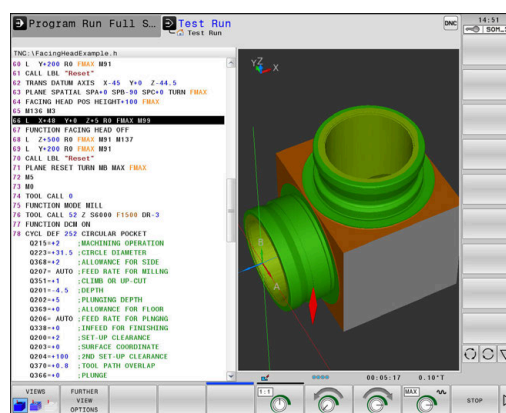 Program Run Full S...
Test Run
Test Run
DNC
14:51
TNC:\FacingHeadExample.h
60 L Y+200 R0 FMAX M91
61 CALL LBL "Reset"
62 TRANS DATUM AXIS X-45 Y+0 Z-44.5
63 PLANE SPATIAL SPA+0 SPB-90 SPC+0 TURN FMAX
64 FACING HEAD POS HEIGHT+100 FMAX
65 M136 M3
66 L X+48 Y+0 Z+5 R0 FMAX M99
67 FUNCTION FACING HEAD OFF
68 L Z+500 R0 FMAX M91 M137
69 L Y+200 R0 FMAX M91
70 CALL LBL "Reset"
71 PLANE RESET TURN MB MAX FMAX
72 M5
73 M0
74 TOOL CALL 0
75 FUNCTION MODE MILL
76 TOOL CALL 52 Z S6000 F1500 DR-3
77 FUNCTION DCM ON
78 CYCL DEF 252 CIRCULAR POCKET
Q215=+2 ;MACHINING OPERATION
Q223=+31.5 ;CIRCLE DIAMETER
Q368=+2 ;ALLOWANCE FOR SIDE
Q207= AUTO ;FEED RATE FOR MILLNG
Q351=+1 ;CLIMB OR UP-CUT
Q201=-4.5 ;DEPTH
Q202=+5 ;PLUNGING DEPTH
Q369=+0 ;ALLOWANCE FOR FLOOR
Q206= AUTO ;FEED RATE FOR PLNGNG
Q338=+0 ;INFEED FOR FINISHING
Q200=+2 ;SET-UP CLEARANCE
Q203=+0 ;SURFACE COORDINATE
Q204=+100 ;2ND SET-UP CLEARANCE
Q370=+0.8 ;TOOL PATH OVERLAP
Q366=+0 ;PLUNGE
Y Z X
B
A
00:05:17 0.10*T
VIEWS
FURTHER
VIEW
OPTIONS
1:1
MAX
STOP